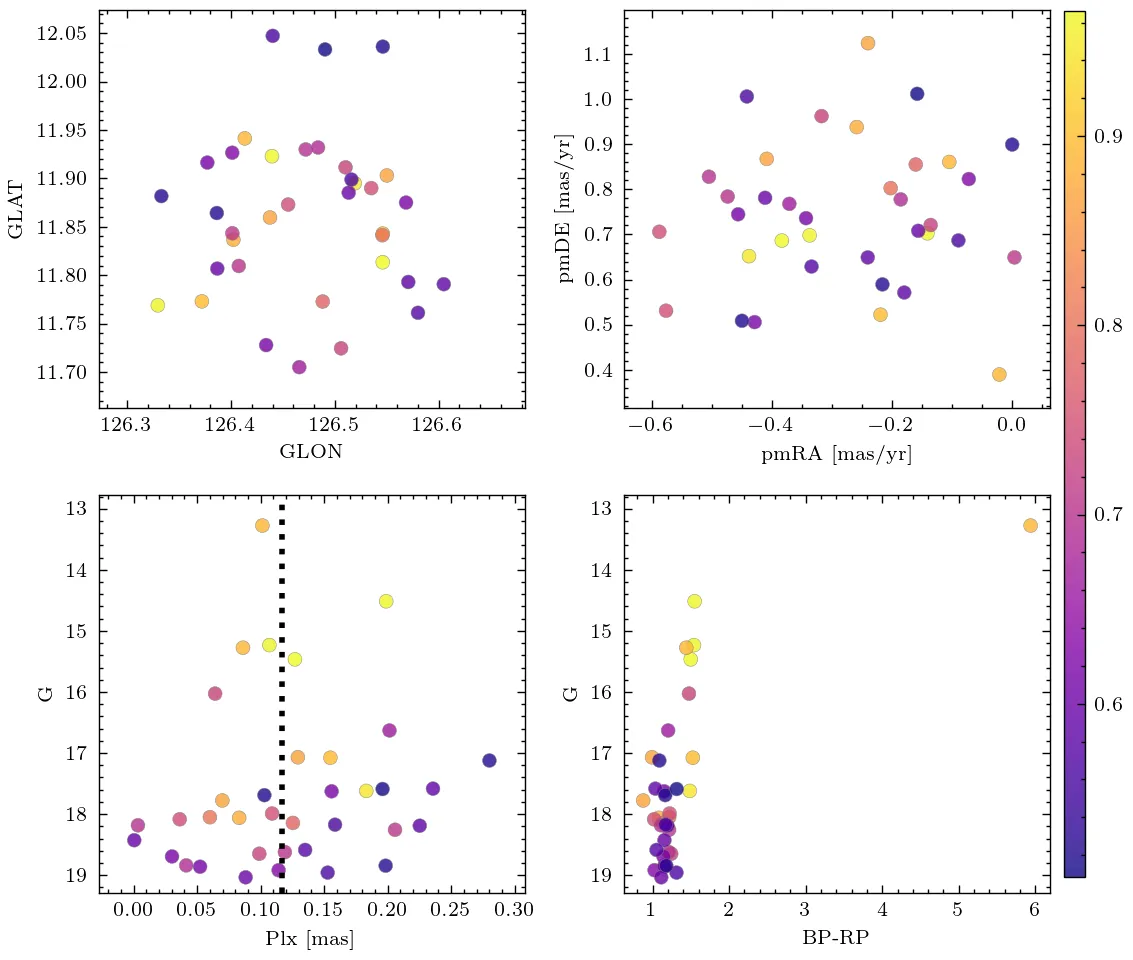 12.05
12.00
11.95
11.90
11.85
11.80
11.75
11.70
GLAT
126.3 126.4 126.5 126.6
GLON
1.1
1.0
0.9
0.8
0.7
0.6
0.5
0.4
pmDE [mas/yr]
−0.6 −0.4 −0.2 0.0
pmRA [mas/yr]
0.9
0.8
0.7
0.6
13
14
15
16
17
18
19
G
0.00 0.05 0.10 0.15 0.20 0.25 0.30
Plx [mas]
13
14
15
16
17
18
19
G
1 2 3 4 5 6
BP-RP